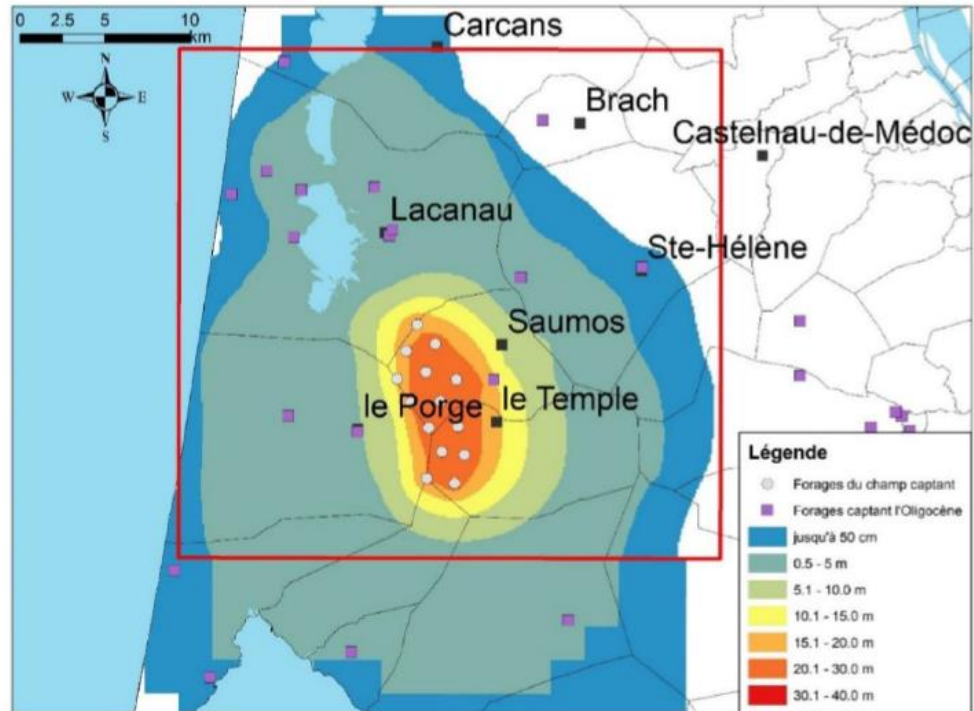 0 2.5 5 10
km
N
W E
S
Carcans
Brach
Castelnau-de-Médoc
Lacanau
Ste-Hélène
Saumos
le Porge
le Temple
Légende
Forages du champ captant
Forages captant l'Oligocène
jusqu'à 50 cm
0.5 - 5 m
5.1 - 10.0 m
10.1 - 15.0 m
15.1 - 20.0 m
20.1 - 30.0 m
30.1 - 40.0 m